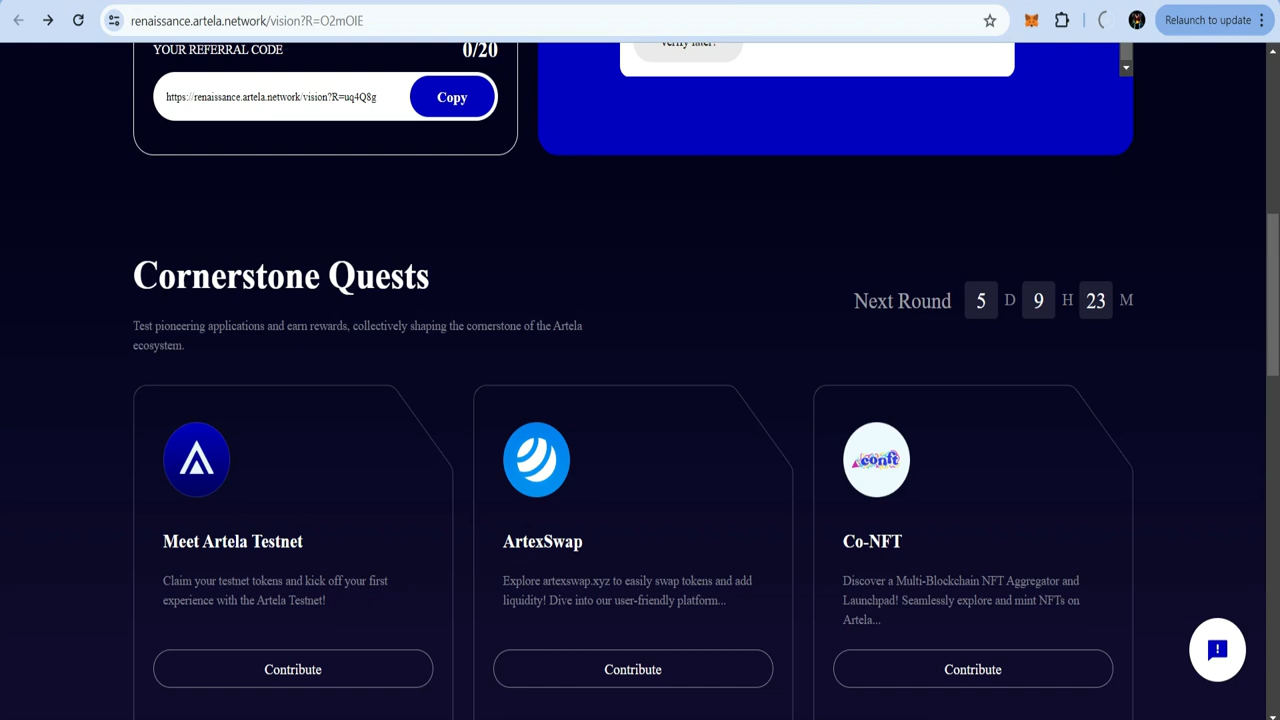 renaissance.artela.network/vision?R=O2mOIE
Relaunch to update
YOUR REFERRAL CODE
0/20
verify later?
https://renaissance.artela.network/vision?R=uq4Q8g
Copy
Cornerstone Quests
Next Round 5 D 9 H 23 M
Test pioneering applications and earn rewards, collectively shaping the cornerstone of the Artela
ecosystem.
conft
Meet Artela Testnet
Claim your testnet tokens and kick off your first
experience with the Artela Testnet!
Contribute
ArtexSwap
Explore artexswap.xyz to easily swap tokens and add
liquidity! Dive into our user-friendly platform...
Contribute
Co-NFT
Discover a Multi-Blockchain NFT Aggregator and
Launchpad! Seamlessly explore and mint NFTs on
Artela...
Contribute